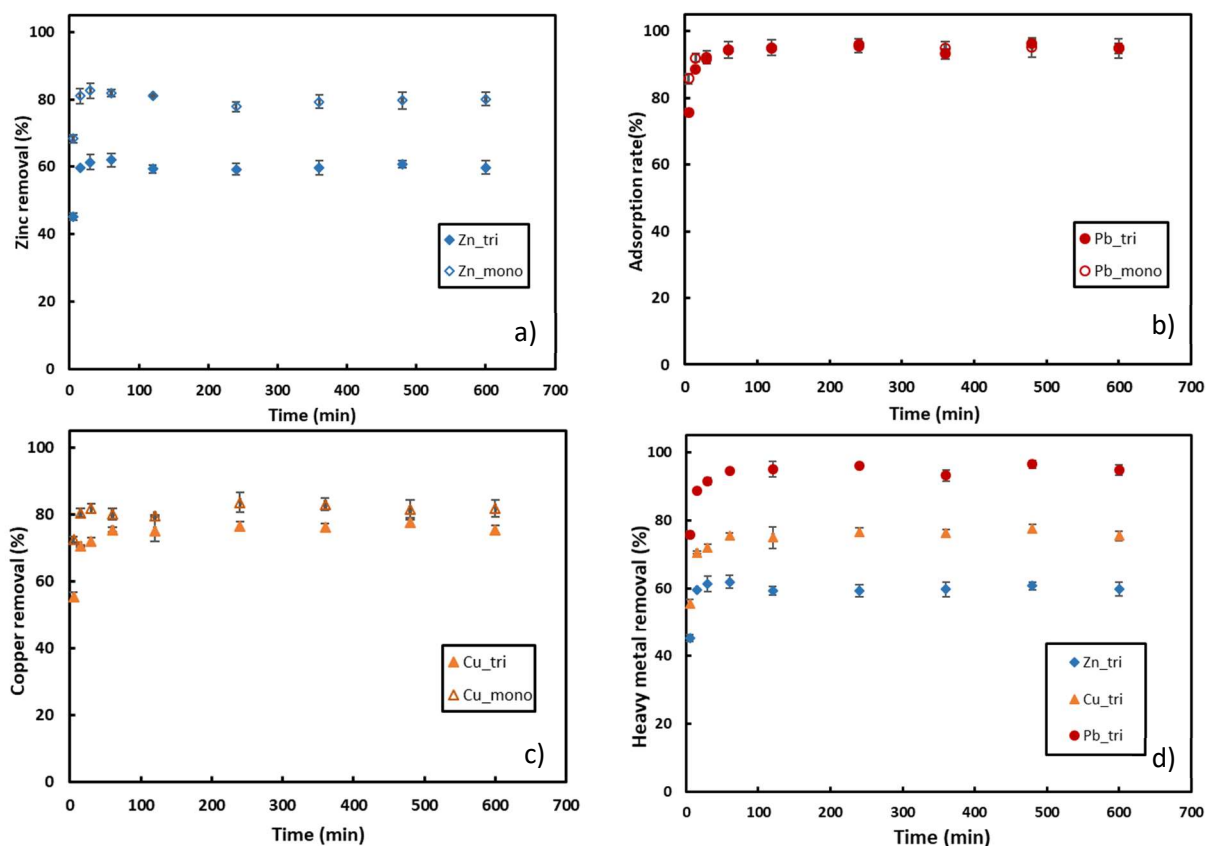 100
80
60
40
20
0
Zinc removal (%)
Zn_tri
Zn_mono
a)
0 100 200 300 400 500 600 700
Time (min)
100
80
60
40
20
0
Adsorption rate(%)
Pb_tri
Pb_mono
b)
0 100 200 300 400 500 600 700
Time (min)
100
80
60
40
20
0
Copper removal (%)
Cu_tri
Cu_mono
c)
0 100 200 300 400 500 600 700
Time (min)
100
80
60
40
20
0
Heavy metal removal (%)
Zn_tri
Cu_tri
Pb_tri
d)
0 100 200 300 400 500 600 700
Time (min)